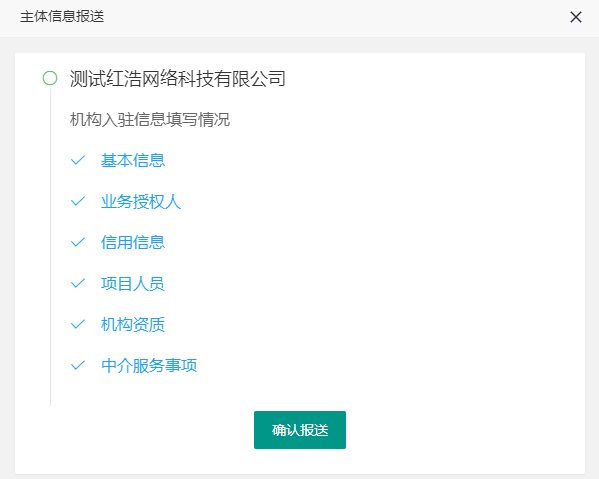 主体信息报送
测试红浩网络科技有限公司
机构入驻信息填写情况
基本信息
业务授权人
信用信息
项目人员
机构资质
中介服务事项
确认报送